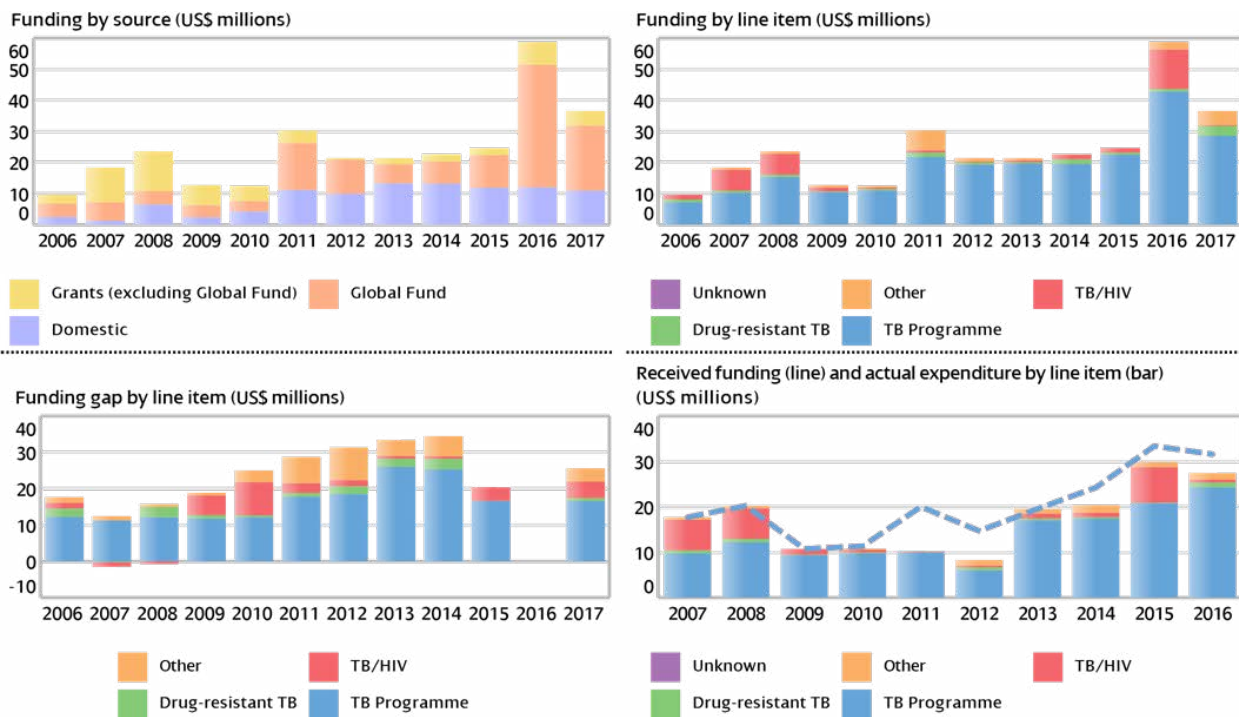 Funding by source (US$ millions)
60
50
40
30
20
10
0
2006 2007 2008 2009 2010 2011 2012 2013 2014 2015 2016 2017
Grants (excluding Global Fund) Global Fund
Domestic
Funding by line item (US$ millions)
60
50
40
30
20
10
0
2006 2007 2008 2009 2010 2011 2012 2013 2014 2015 2016 2017
Unknown Other TB/HIV
Drug-resistant TB TB Programme
Funding gap by line item (US$ millions)
40
30
20
10
0
-10
2006 2007 2008 2009 2010 2011 2012 2013 2014 2015 2016 2017
Other TB/HIV
Drug-resistant TB TB Programme
Received funding (line) and actual expenditure by line item (bar)
(US$ millions)
40
30
20
10
0
2007 2008 2009 2010 2011 2012 2013 2014 2015 2016
Unknown Other TB/HIV
Drug-resistant TB TB Programme